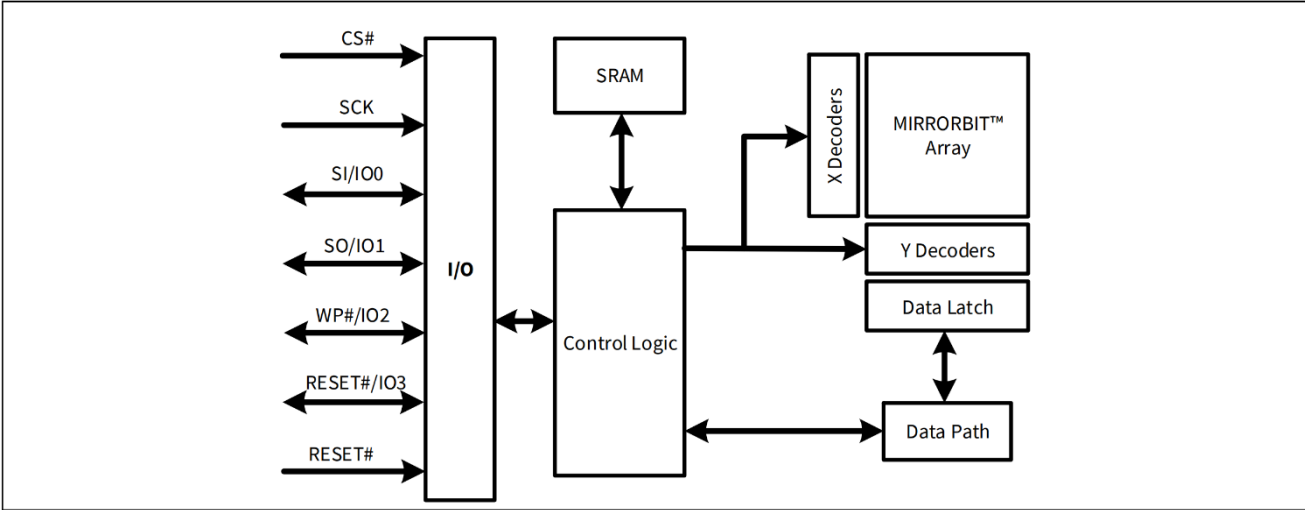 CS#
SCK
SI/IO0
SO/IO1
WP#/IO2
RESET#/IO3
RESET#
I/O
SRAM
Control Logic
X Decoders
MIRRORBIT™
Array
Y Decoders
Data Latch
Data Path